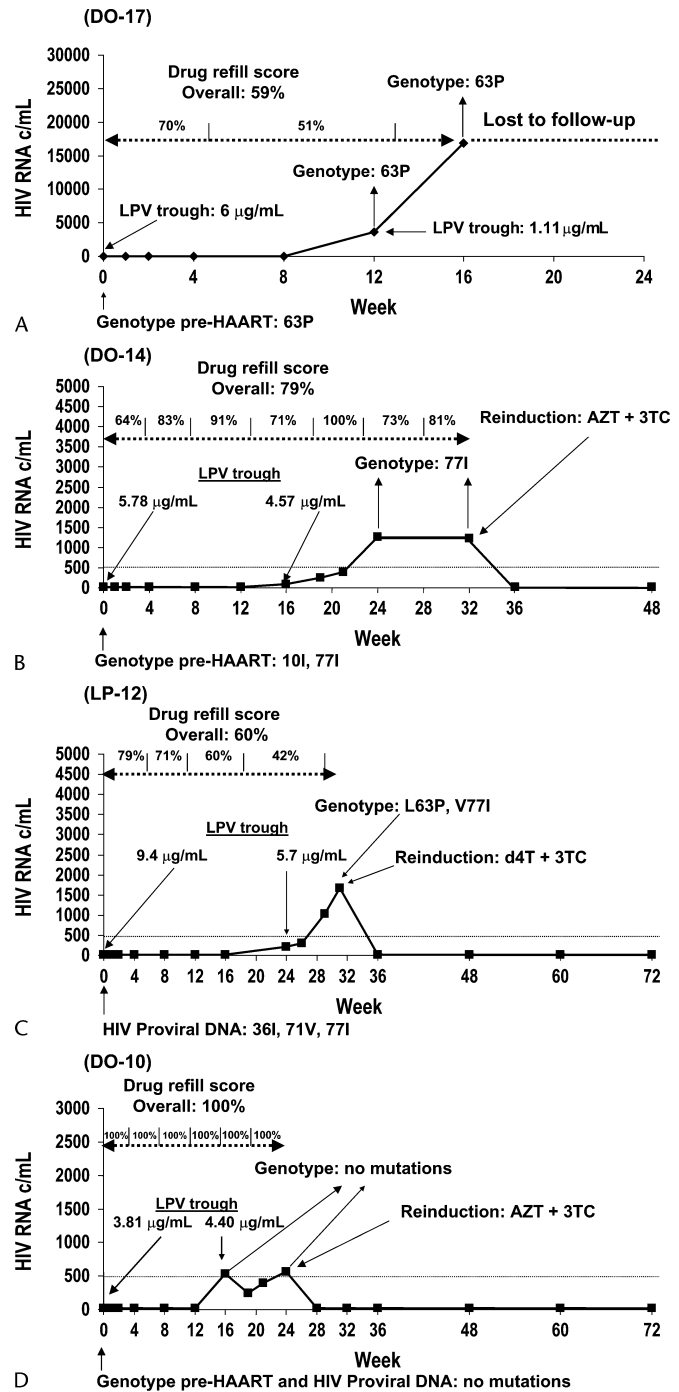 (DO-17)
30000
25000
20000
15000
10000
5000
0
HIV RNA c/mL
Drug refill score
Overall: 59%
70%
51%
Genotype: 63P
Lost to follow-up
Genotype: 63P
LPV trough: 6 µg/mL
LPV trough: 1.11 µg/mL
0 4 8 12 16 20 24
Week
A
Genotype pre-HAART: 63P
(DO-14)
Drug refill score
Overall: 79%
5000
4500
4000
3500
3000
2500
2000
1500
1000
500
0
HIV RNA c/mL
64% 83% 91% 71% 100% 73% 81%
Reinduction: AZT + 3TC
Genotype: 77I
LPV trough
5.78 µg/mL
4.57 µg/mL
0 4 8 12 16 20 24 28 32 36 48
Week
B
Genotype pre-HAART: 10I, 77I
(LP-12)
Drug refill score
Overall: 60%
5000
4500
4000
3500
3000
2500
2000
1500
1000
500
0
HIV RNA c/mL
79% 71% 60% 42%
Genotype: L63P, V77I
LPV trough
9.4 µg/mL
5.7 µg/mL
Reinduction: d4T + 3TC
0 4 8 12 16 20 24 28 32 36 48 60 72
Week
C
HIV Proviral DNA: 36I, 71V, 77I
(DO-10)
Drug refill score
Overall: 100%
3000
2500
2000
1500
1000
500
0
HIV RNA c/mL
100% 100% 100% 100% 100% 100%
Genotype: no mutations
LPV trough
3.81 µg/mL 4.40 µg/mL
Reinduction: AZT + 3TC
0 4 8 12 16 20 24 28 32 36 48 60 72
Week
D
Genotype pre-HAART and HIV Proviral DNA: no mutations